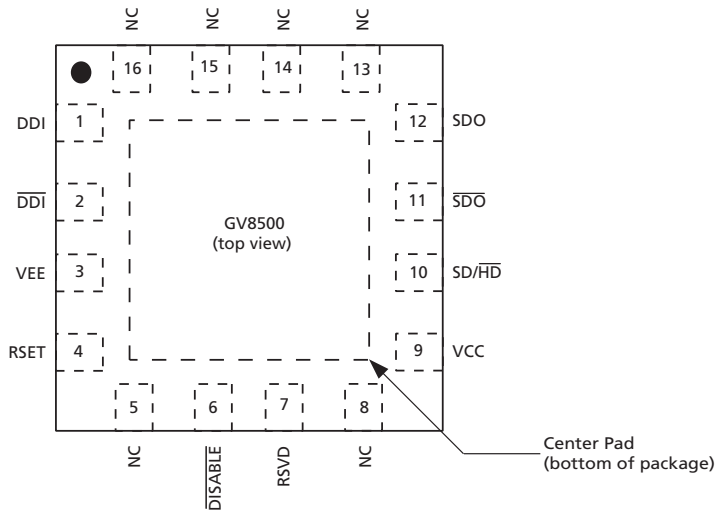 NC
NC
NC
NC
16
15
14
13
DDI
1
12
SDO
D̅D̅I̅
2
11
S̅D̅O̅
GV8500
(top view)
VEE
3
10
SD/H̅D̅
RSET
4
9
VCC
5
6
7
8
NC
D̅I̅S̅A̅B̅L̅E̅
RSVD
NC
Center Pad
(bottom of package)